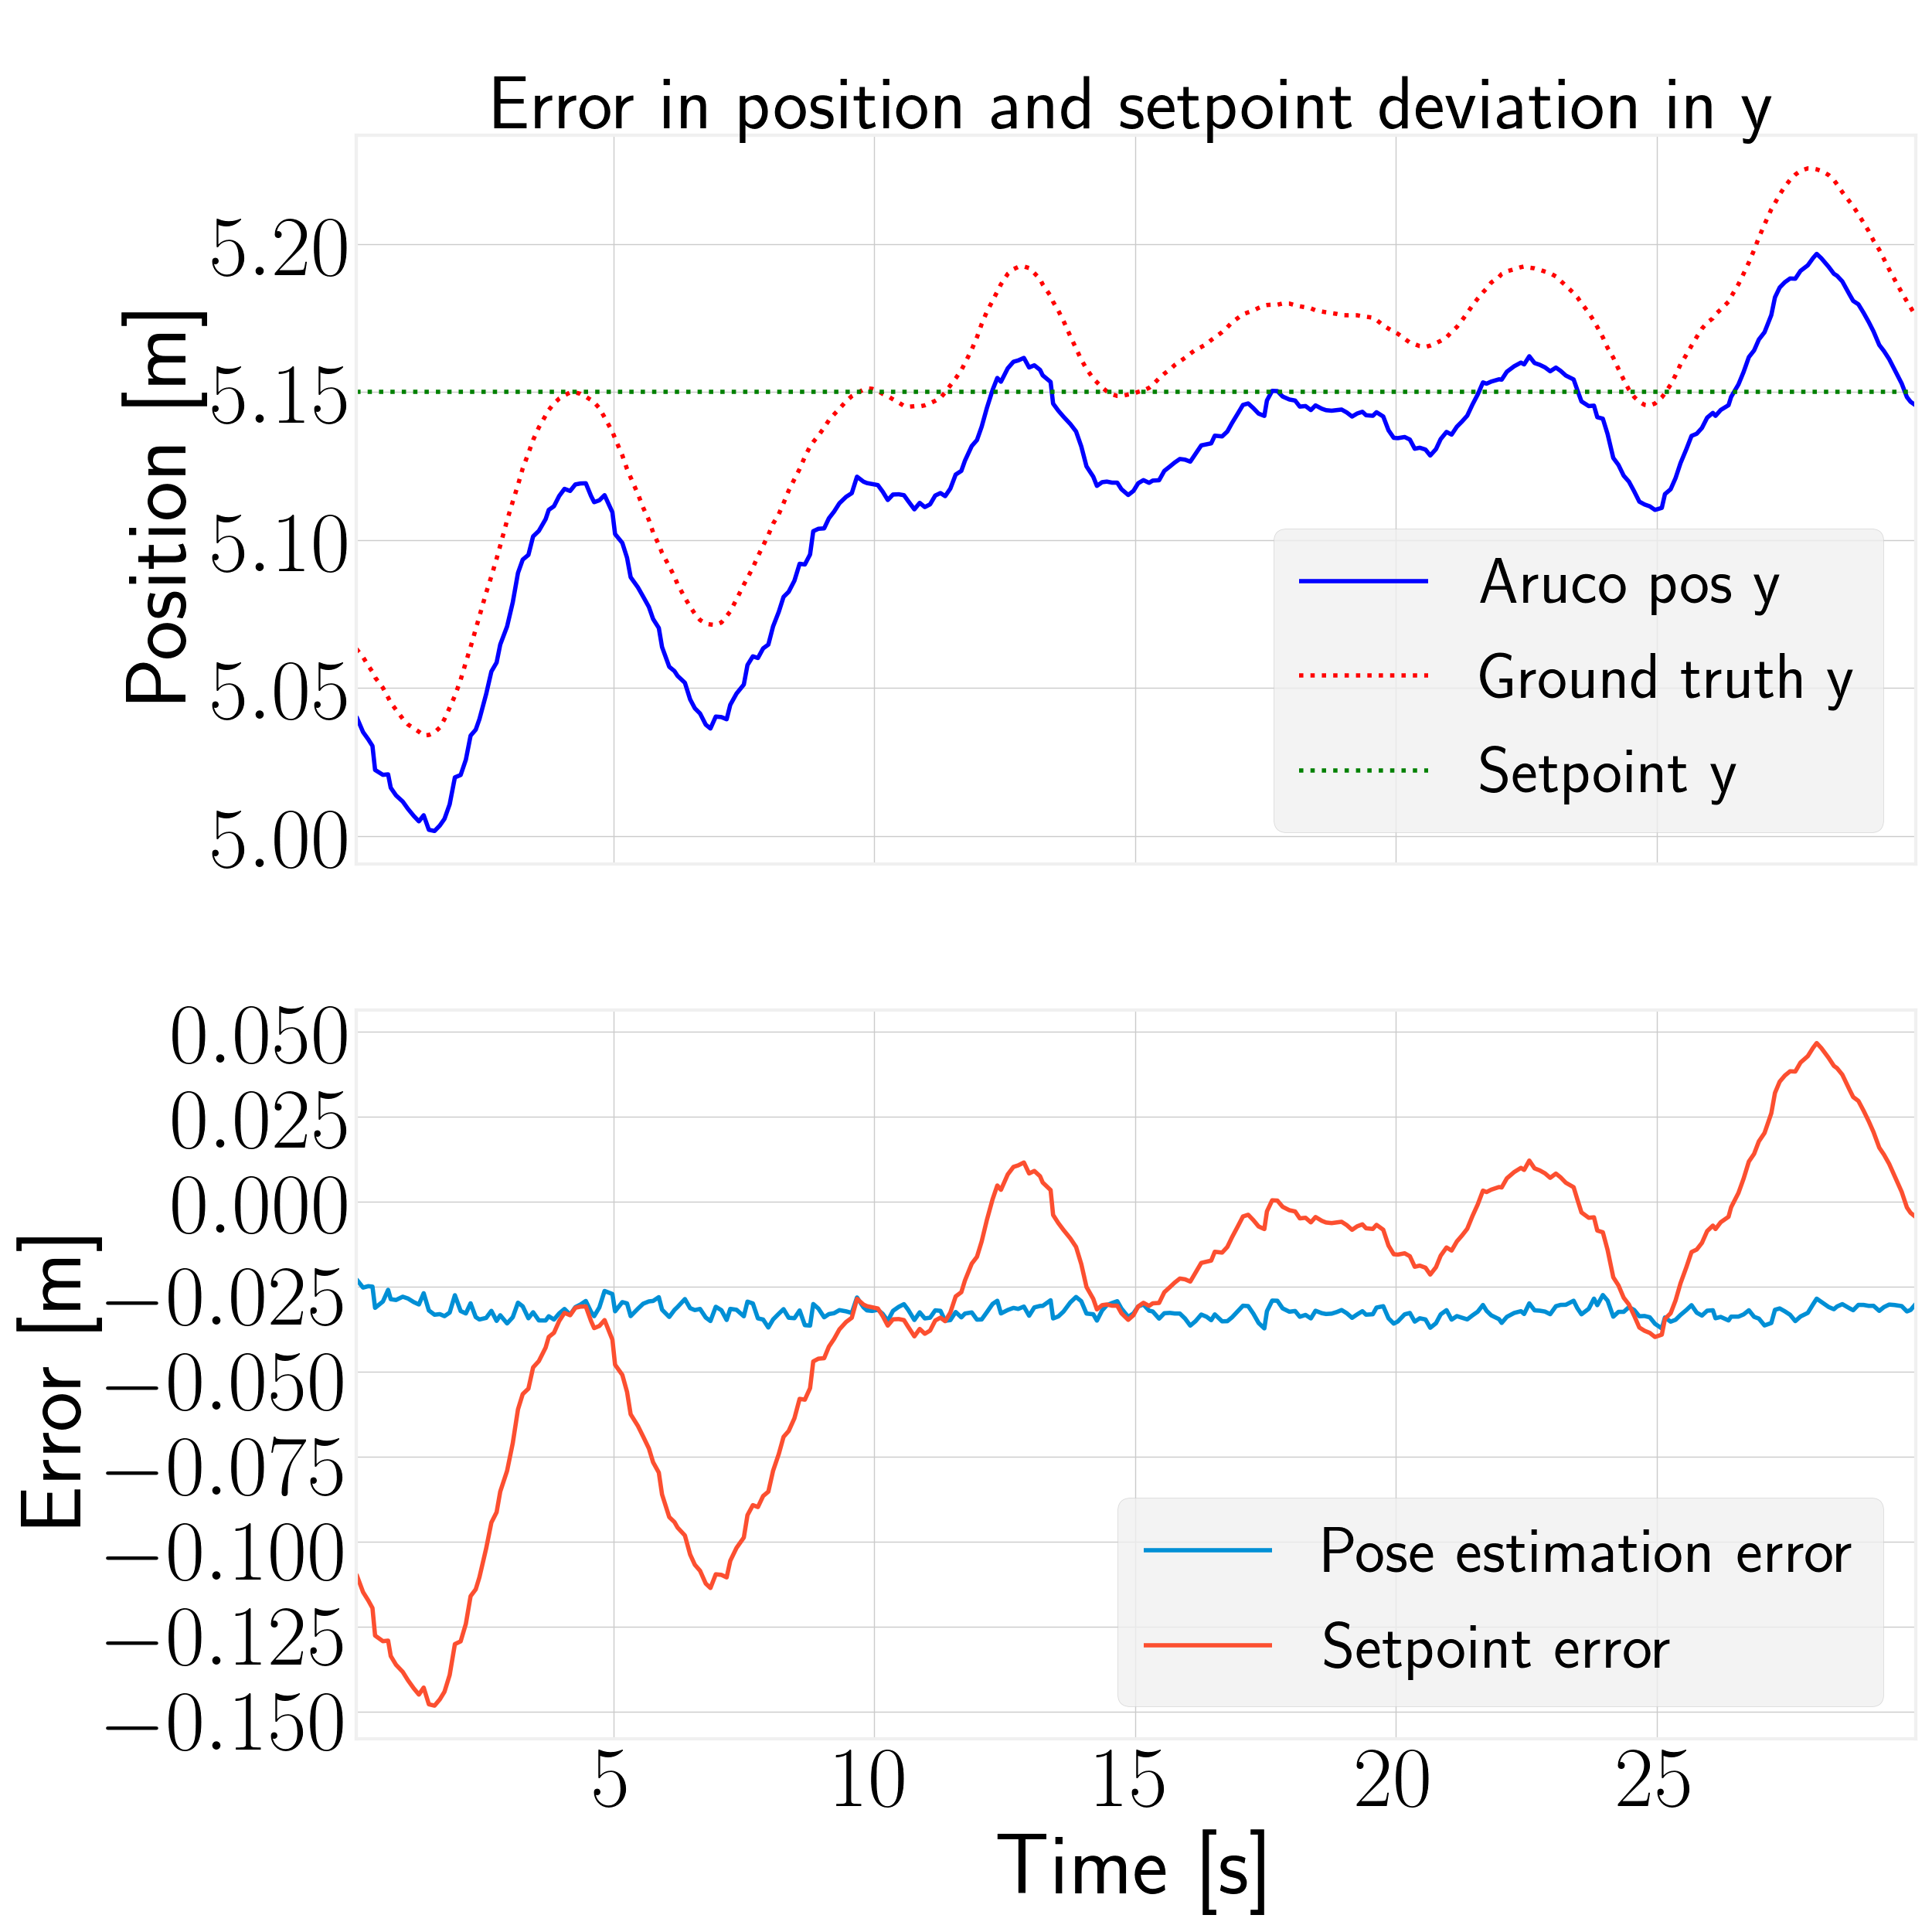 Error in position and setpoint deviation in y
Position [m]
5.20
5.15
5.10
5.05
5.00
Aruco pos y
Ground truth y
Setpoint y
Error [m]
0.050
0.025
0.000
−0.025
−0.050
−0.075
−0.100
−0.125
−0.150
Pose estimation error
Setpoint error
5 10 15 20 25
Time [s]